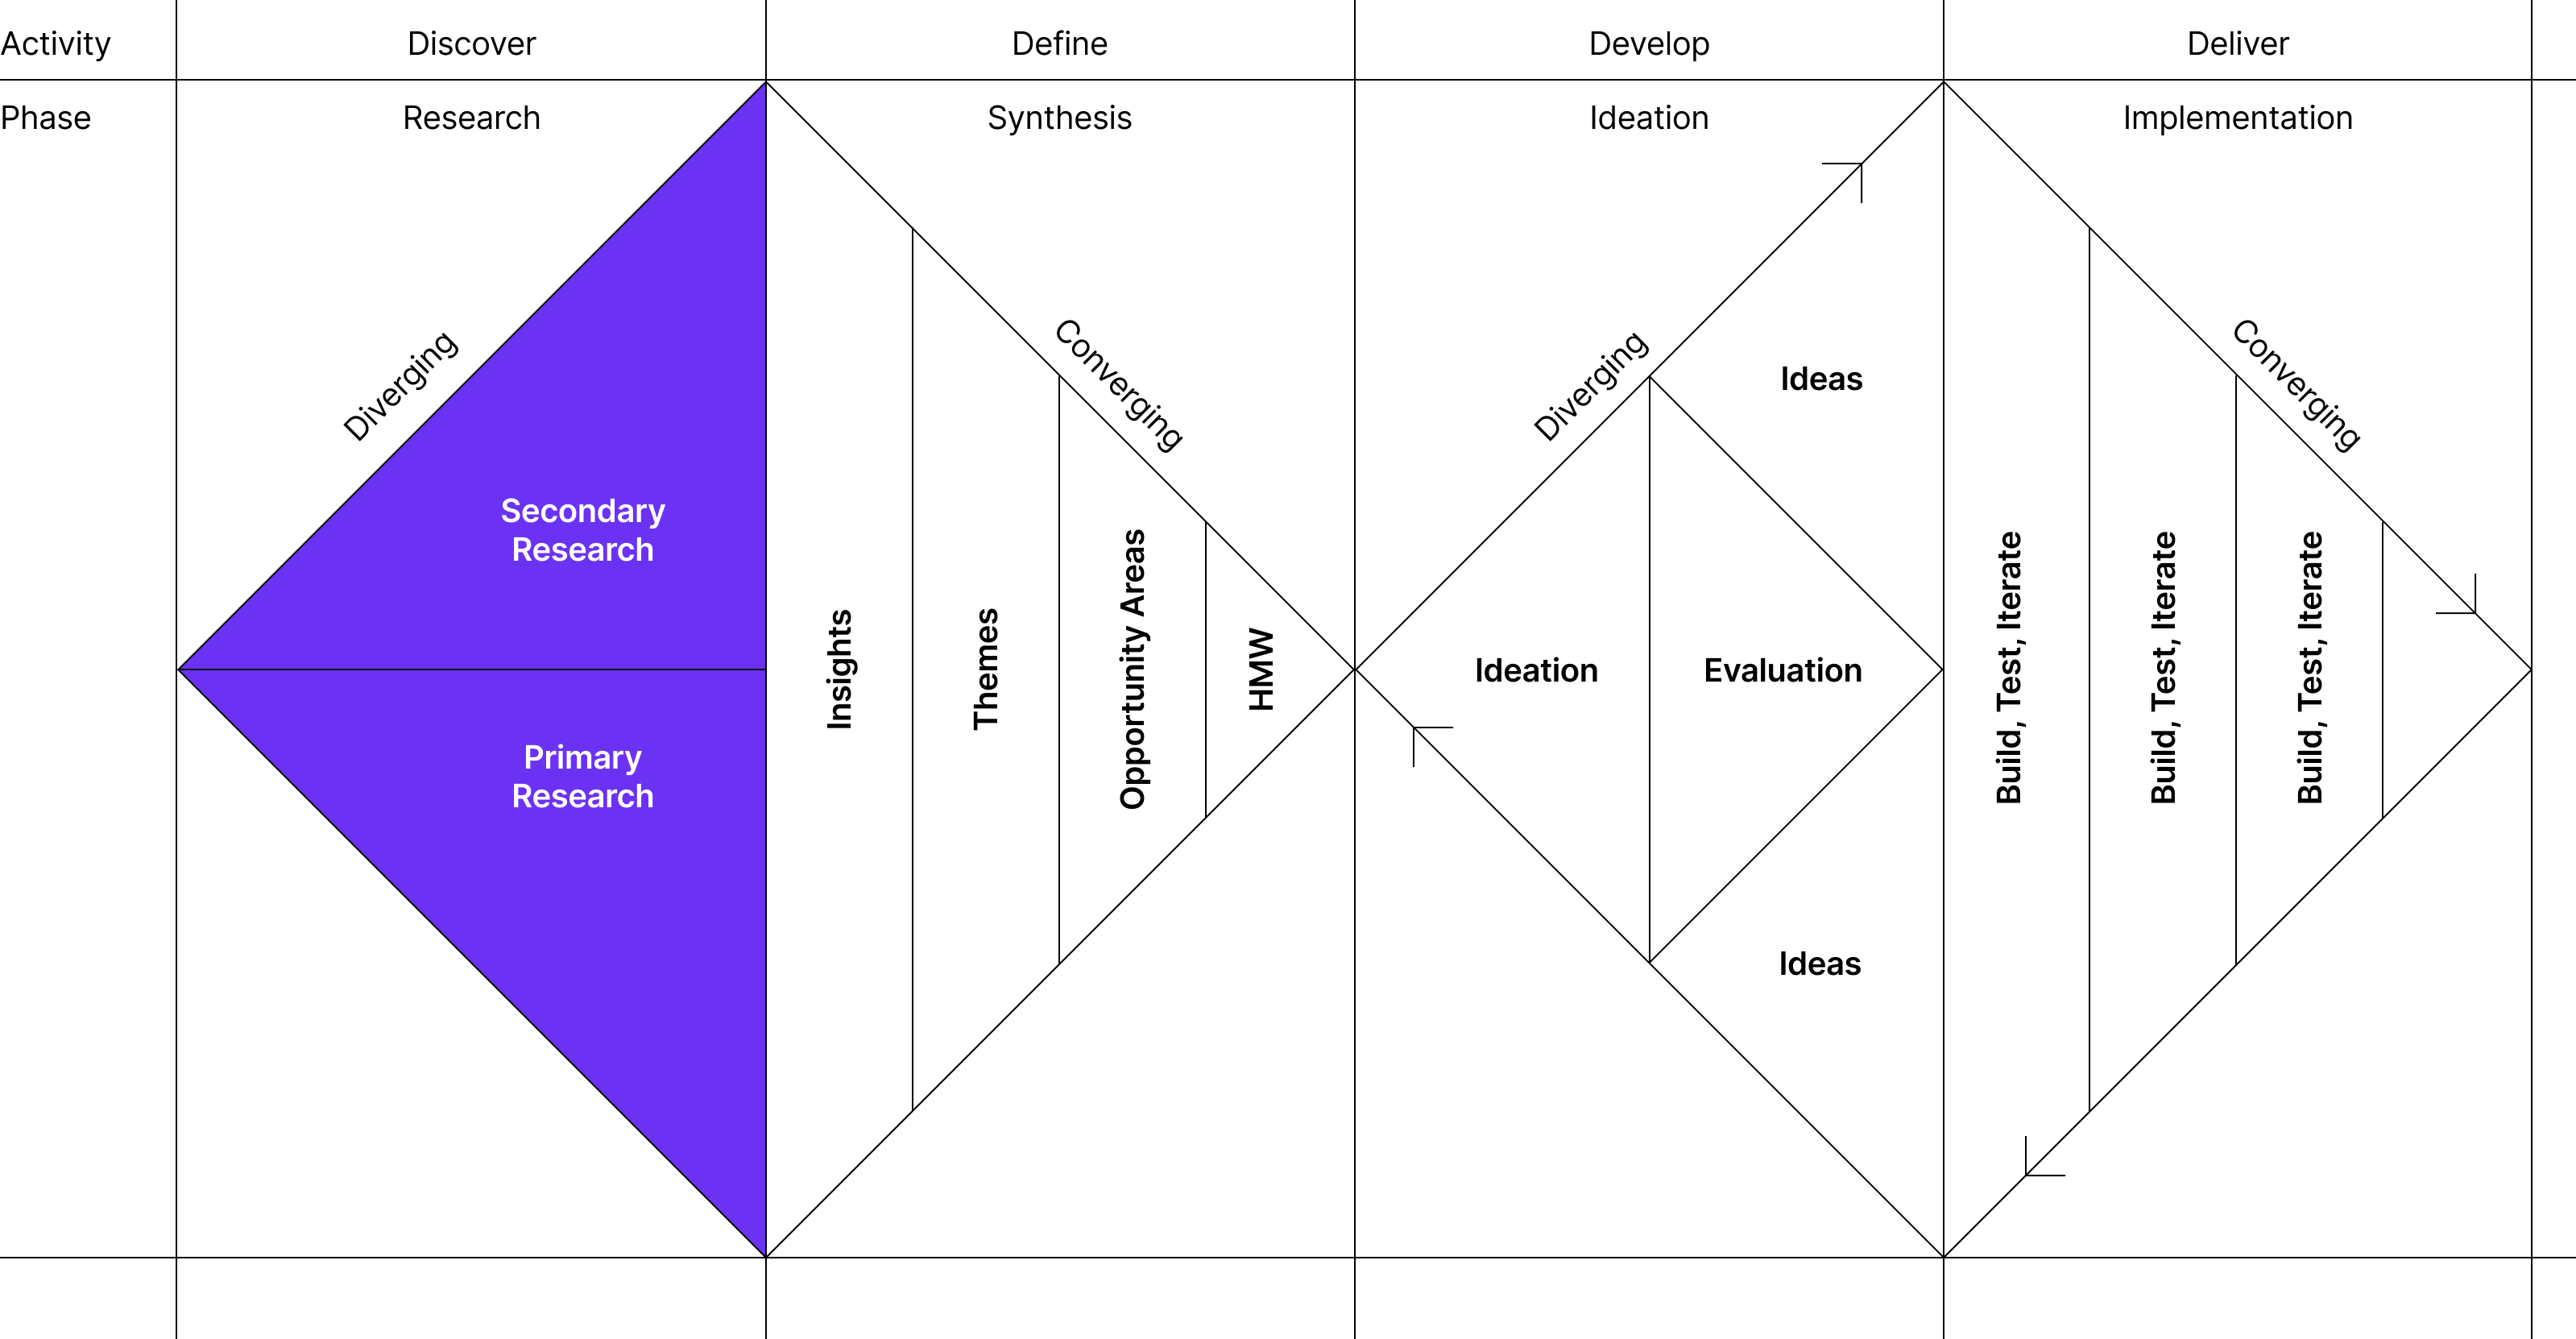 Activity
Discover
Define
Develop
Deliver
Phase
Research
Synthesis
Ideation
Implementation
Diverging
Secondary
Research
Primary
Research
Converging
Insights
Themes
Opportunity Areas
HMW
Diverging
Ideas
Ideation
Evaluation
Ideas
Converging
Build, Test, Iterate
Build, Test, Iterate
Build, Test, Iterate